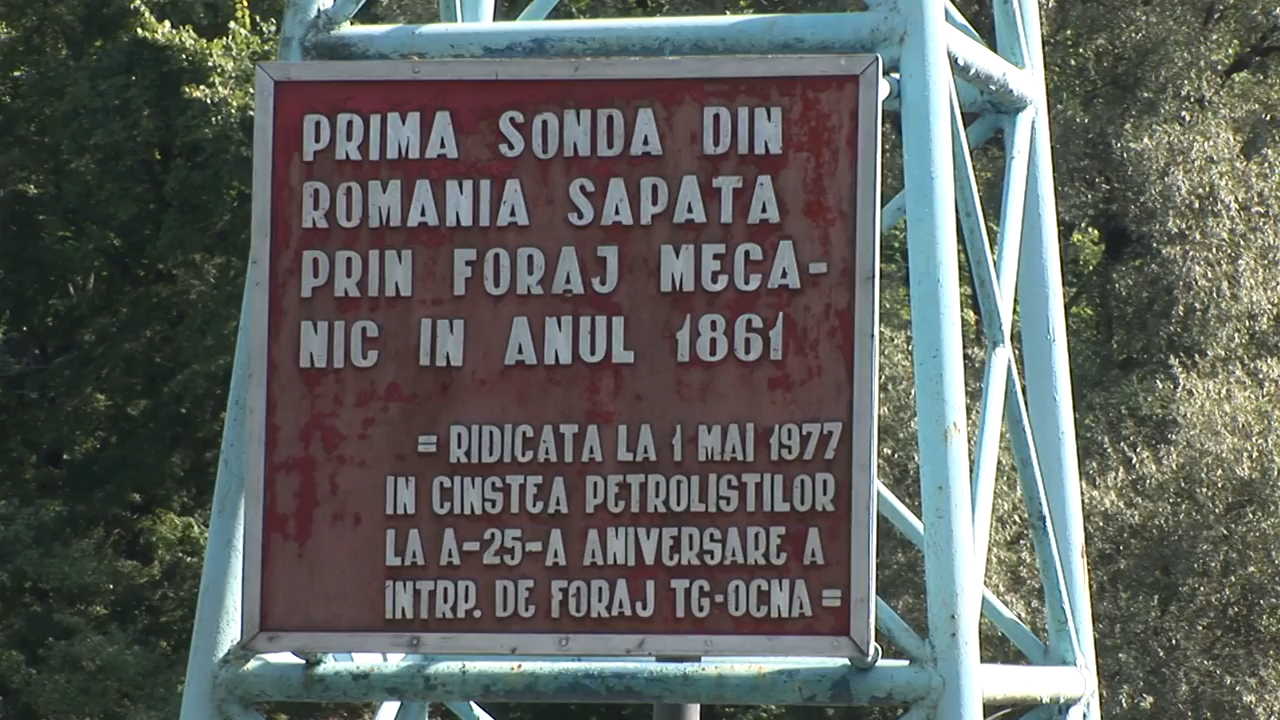 PRIMA SONDA DIN
ROMANIA SAPATA
PRIN FORAJ MECA-
NIC IN ANUL 1861
= RIDICATA LA 1 MAI 1977
IN CINSTEA PETROLISTILOR
LA A-25-A ANIVERSARE A
INTRP. DE FORAJ TG-OCNA =